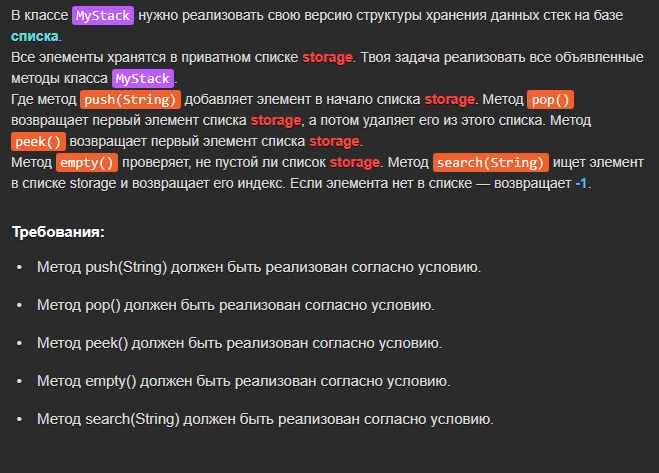 В классе MyStack нужно реализовать свою версию структуры хранения данных стек на базе
списка.
Все элементы хранятся в приватном списке storage. Твоя задача реализовать все объявленные
методы класса MyStack.
Где метод push(String) добавляет элемент в начало списка storage. Метод pop()
возвращает первый элемент списка storage, а потом удаляет его из этого списка. Метод
peek() возвращает первый элемент списка storage.
Метод empty() проверяет, не пустой ли список storage. Метод search(String) ищет элемент
в списке storage и возвращает его индекс. Если элемента нет в списке — возвращает -1.
Требования:
• Метод push(String) должен быть реализован согласно условию.
• Метод pop() должен быть реализован согласно условию.
• Метод peek() должен быть реализован согласно условию.
• Метод empty() должен быть реализован согласно условию.
• Метод search(String) должен быть реализован согласно условию.